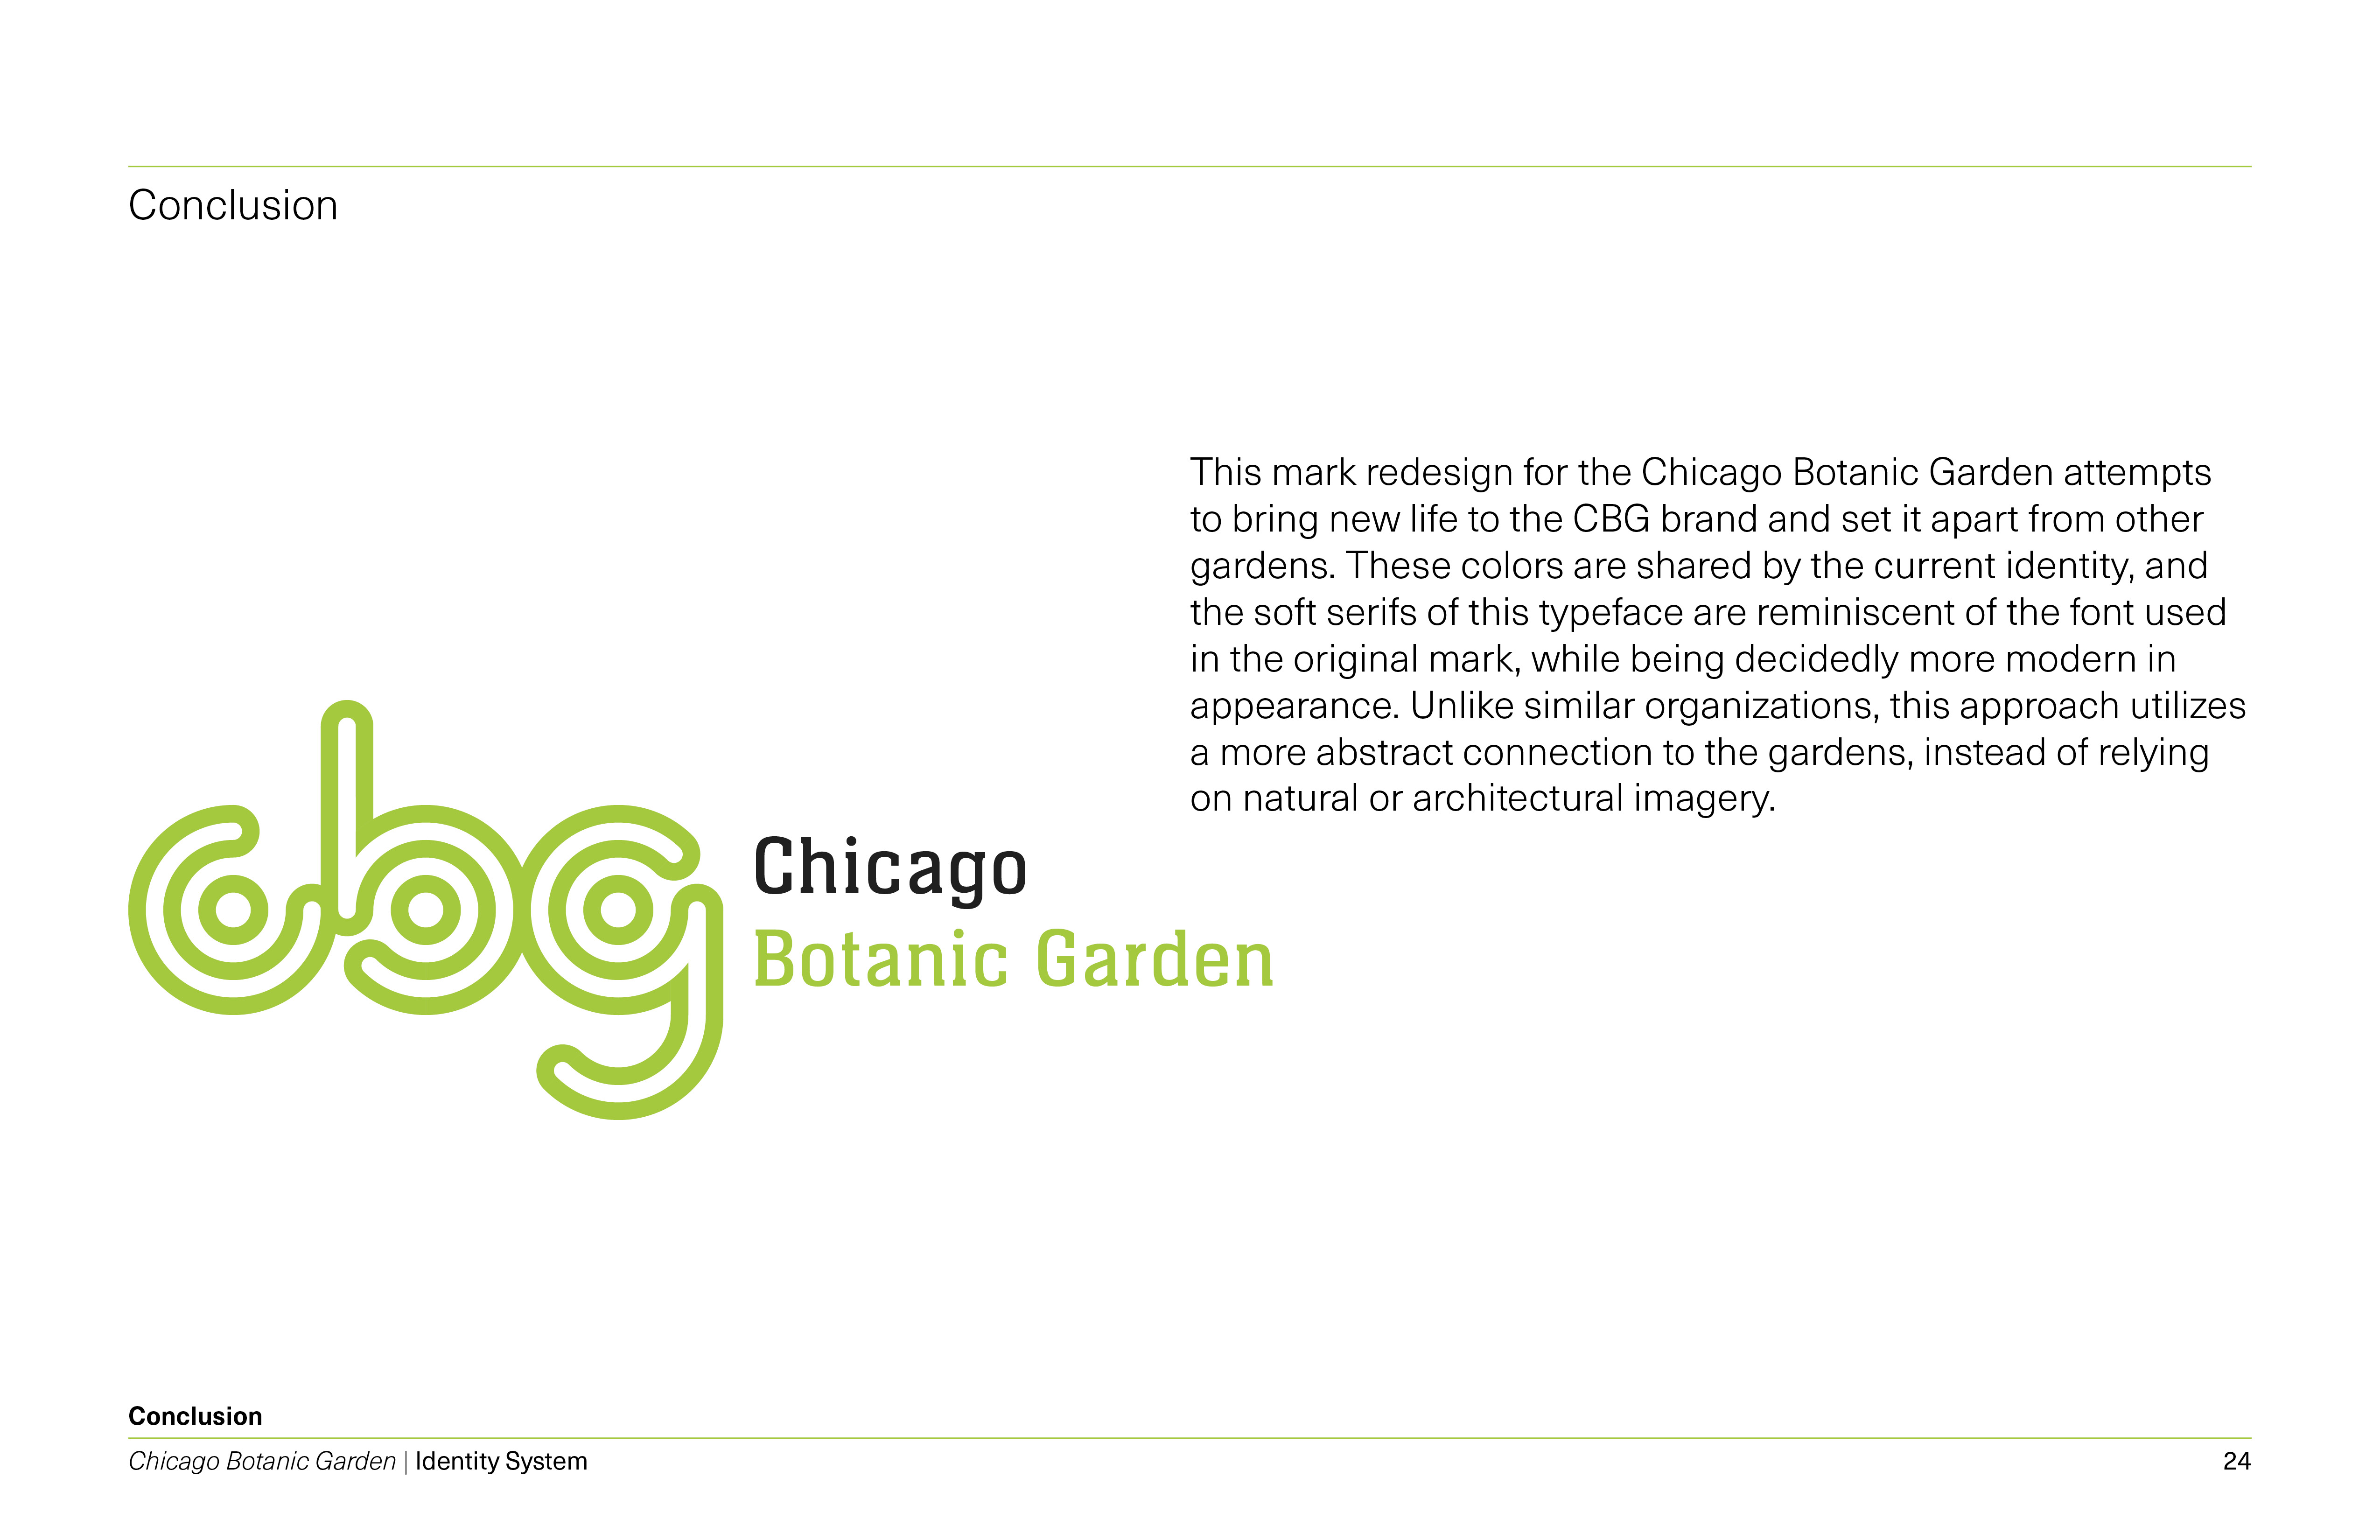 Conclusion
This mark redesign for the Chicago Botanic Garden attempts
to bring new life to the CBG brand and set it apart from other
gardens. These colors are shared by the current identity, and
the soft serifs of this typeface are reminiscent of the font used
in the original mark, while being decidedly more modern in
appearance. Unlike similar organizations, this approach utilizes
a more abstract connection to the gardens, instead of relying
on natural or architectural imagery.
cbg
Chicago
Botanic Garden
Conclusion
Chicago Botanic Garden | Identity System
24